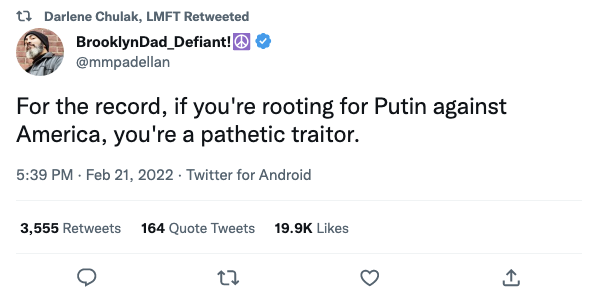 Darlene Chulak, LMFT Retweeted
BrooklynDad_Defiant!☮️
@mmpadellan
For the record, if you're rooting for Putin against
America, you're a pathetic traitor.
5:39 PM · Feb 21, 2022 · Twitter for Android
3,555 Retweets 164 Quote Tweets 19.9K Likes